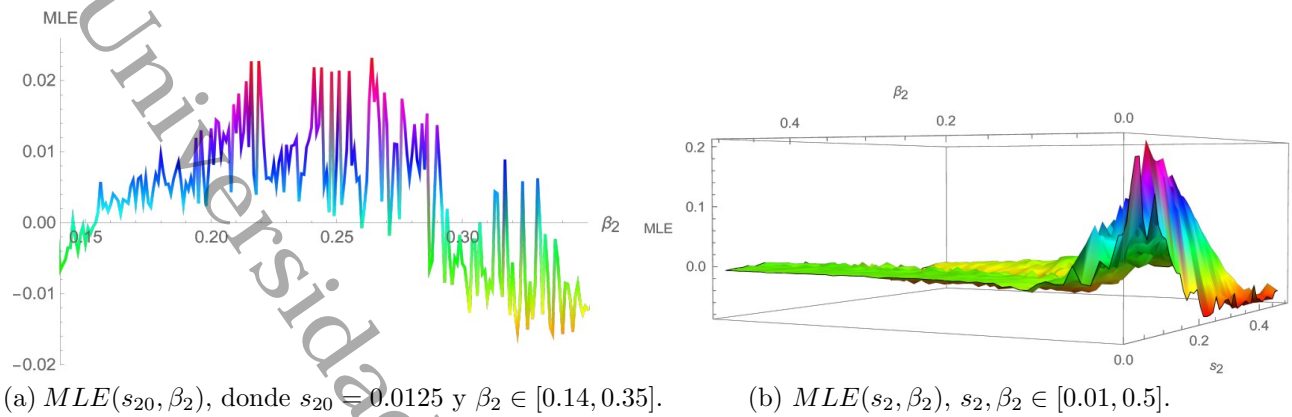 MLE
0.02
0.01
0.00
-0.01
-0.02
0.15
0.20
0.25
0.30
β₂
Universidad
β₂
0.4
0.2
0.0
0.2
0.1
0.0
MLE
0.0
0.2
0.4
s₂
(a) MLE(s₂₀, β₂), donde s₂₀ = 0.0125 y β₂ ∈ [0.14, 0.35].
(b) MLE(s₂, β₂), s₂, β₂ ∈ [0.01, 0.5].